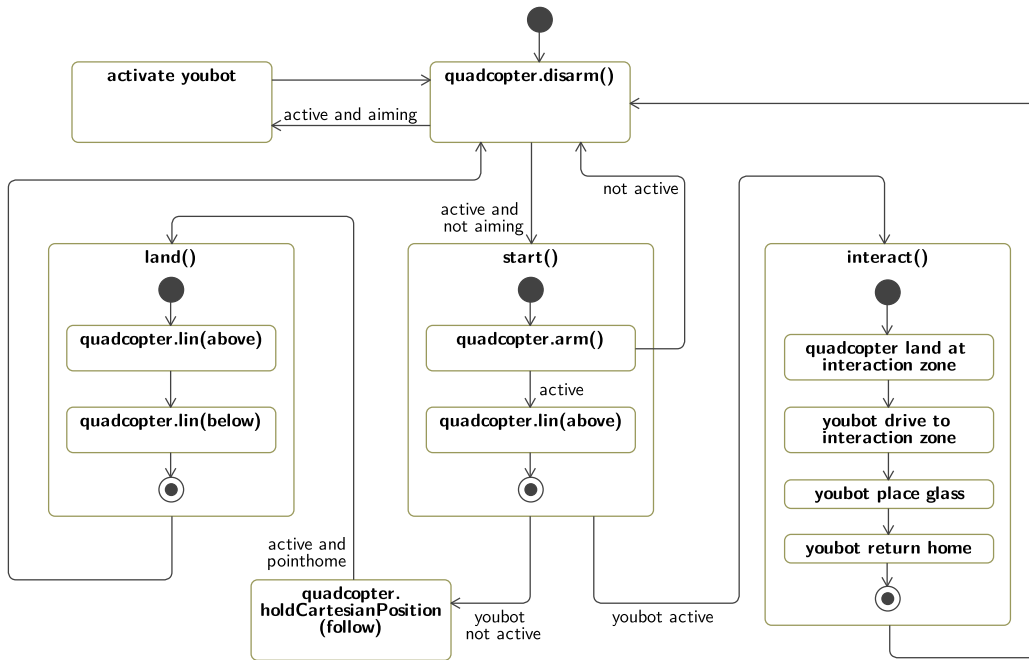 activate youbot
quadcopter.disarm()
active and aiming
not active
active and
not aiming
land()
quadcopter.lin(above)
quadcopter.lin(below)
start()
quadcopter.arm()
active
quadcopter.lin(above)
interact()
quadcopter land at
interaction zone
youbot drive to
interaction zone
youbot place glass
youbot return home
active and
pointhome
quadcopter.
holdCartesianPosition
(follow)
youbot
not active
youbot active